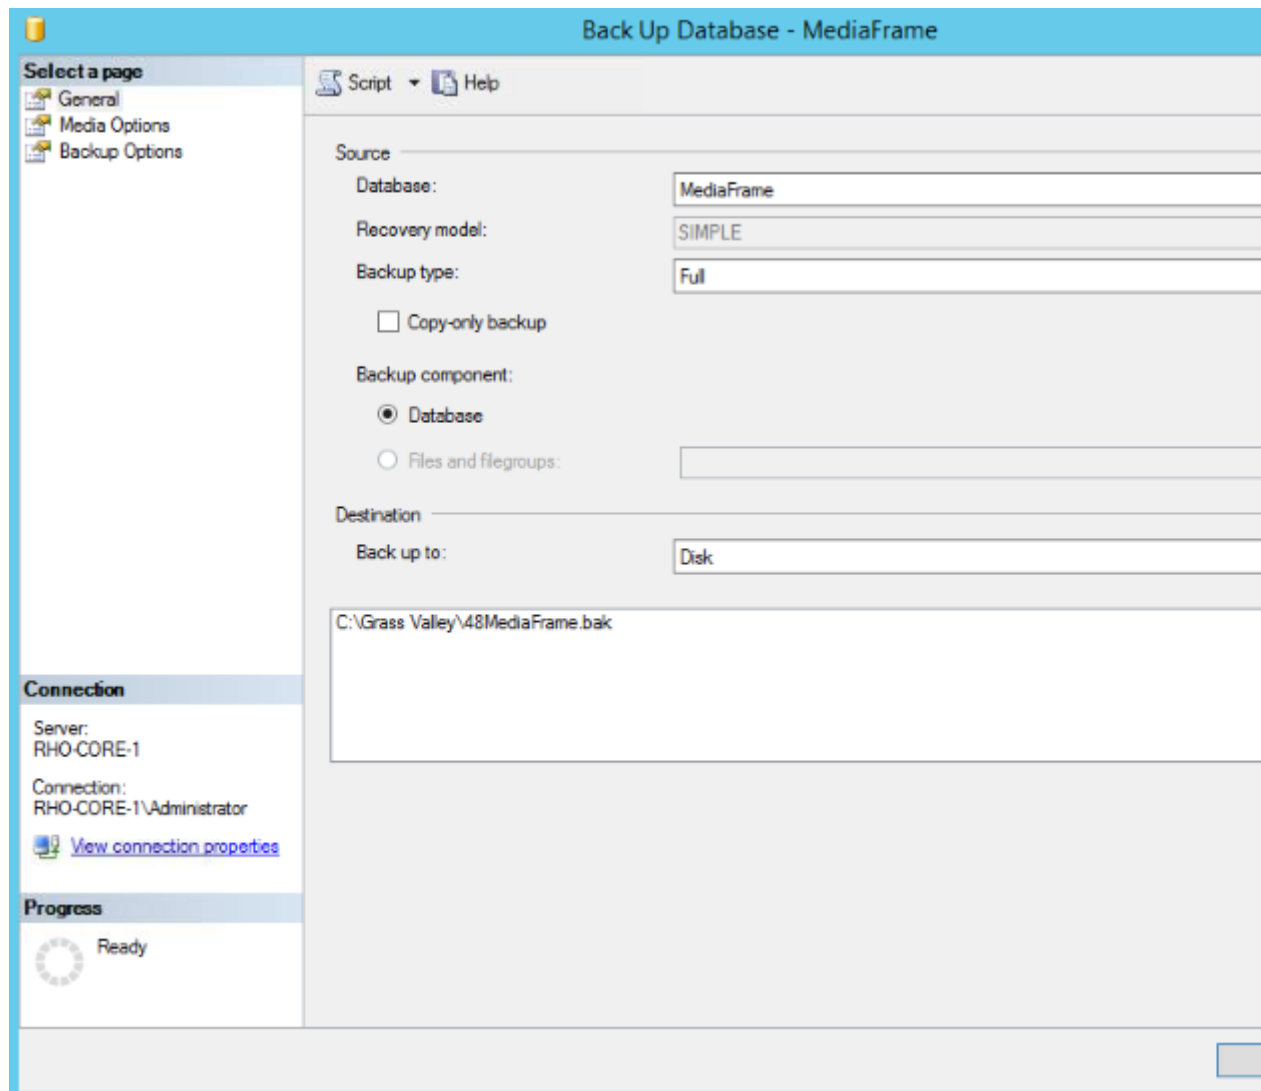 Back Up Database - MediaFrame
Select a page
General
Media Options
Backup Options
Script
Help
Source
Database:
MediaFrame
Recovery model:
SIMPLE
Backup type:
Full
Copy-only backup
Backup component:
Database
Files and filegroups:
Destination
Back up to:
Disk
C:\Grass Valley\48MediaFrame.bak
Connection
Server:
RHO-CORE-1
Connection:
RHO-CORE-1\Administrator
View connection properties
Progress
Ready